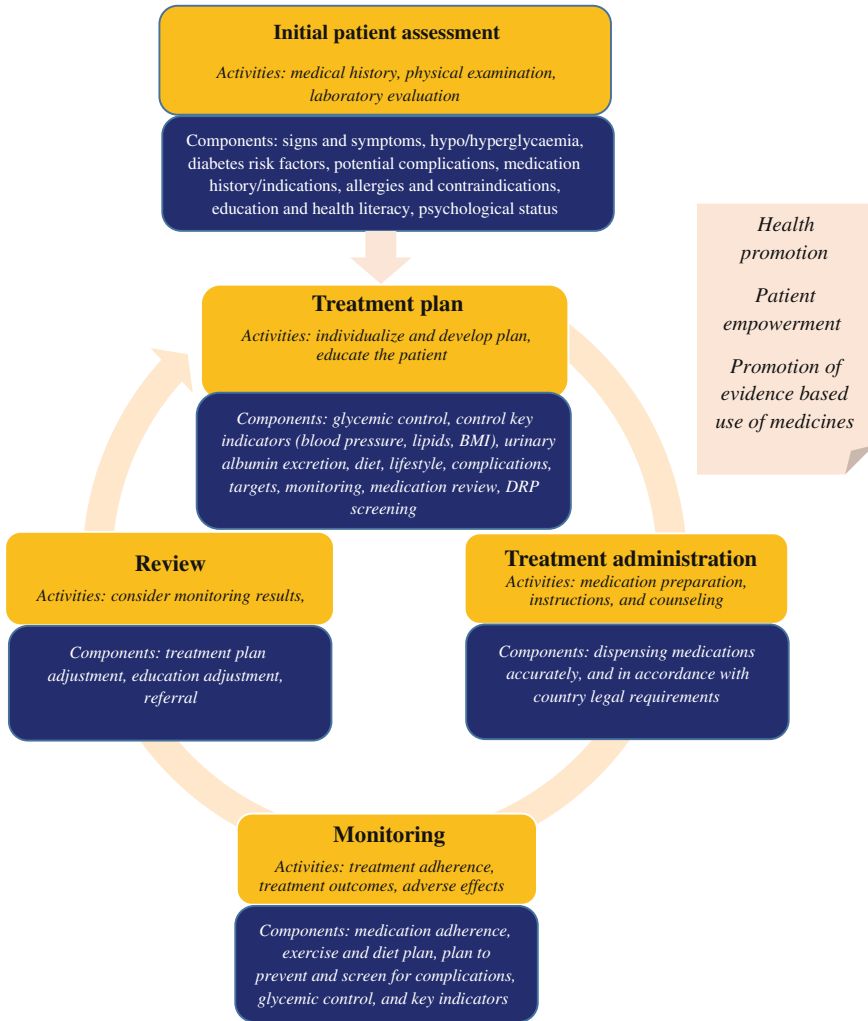 Initial patient assessment
Activities: medical history, physical examination,
laboratory evaluation
Components: signs and symptoms, hypo/hyperglycaemia,
diabetes risk factors, potential complications, medication
history/indications, allergies and contraindications,
education and health literacy, psychological status
Health
promotion
Patient
empowerment
Promotion of
evidence based
use of medicines
Treatment plan
Activities: individualize and develop plan,
educate the patient
Components: glycemic control, control key
indicators (blood pressure, lipids, BMI), urinary
albumin excretion, diet, lifestyle, complications,
targets, monitoring, medication review, DRP
screening
Treatment administration
Activities: medication preparation,
instructions, and counseling
Components: dispensing medications
accurately, and in accordance with
country legal requirements
Monitoring
Activities: treatment adherence,
treatment outcomes, adverse effects
Components: medication adherence,
exercise and diet plan, plan to
prevent and screen for complications,
glycemic control, and key indicators
Review
Activities: consider monitoring results,
Components: treatment plan
adjustment, education adjustment,
referral